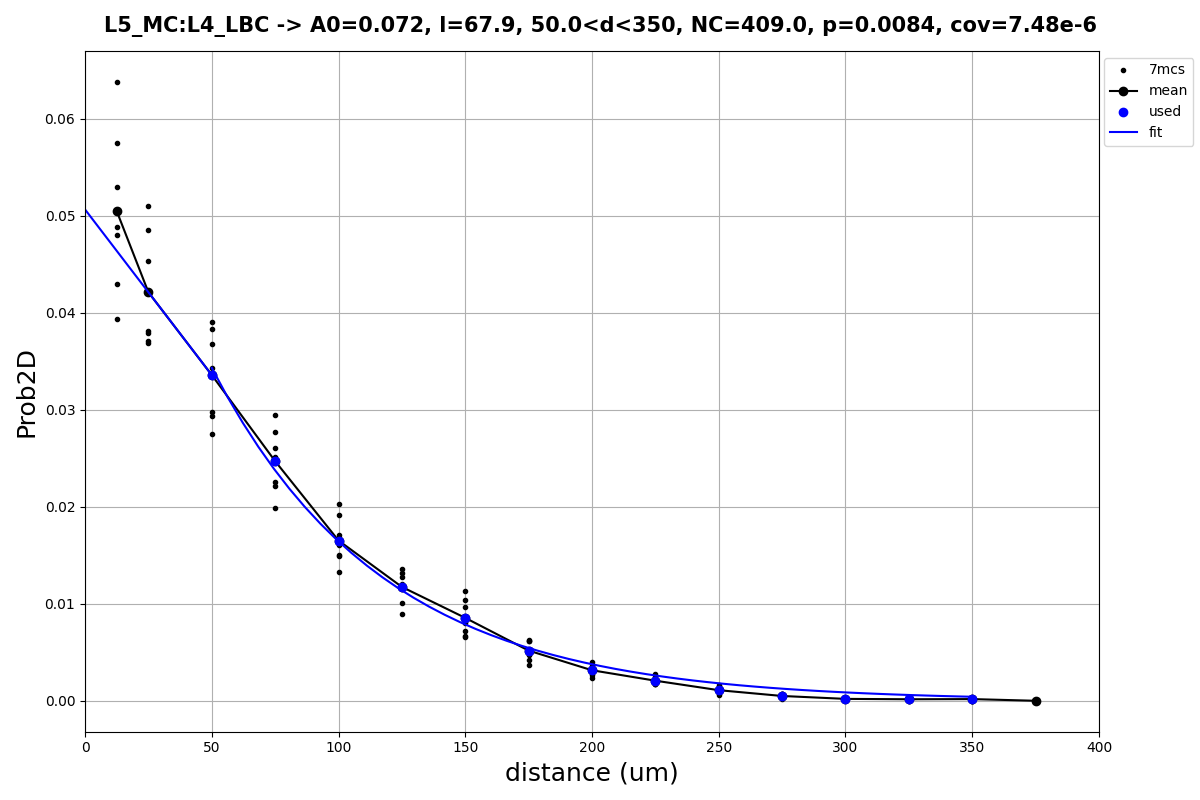 L5_MC:L4_LBC -> A0=0.072, l=67.9, 50.0<d<350, NC=409.0, p=0.0084, cov=7.48e-6
7mcs
mean
used
fit
0.06
0.05
0.04
0.03
0.02
0.01
0.00
Prob2D
0 50 100 150 200 250 300 350 400
distance (um)